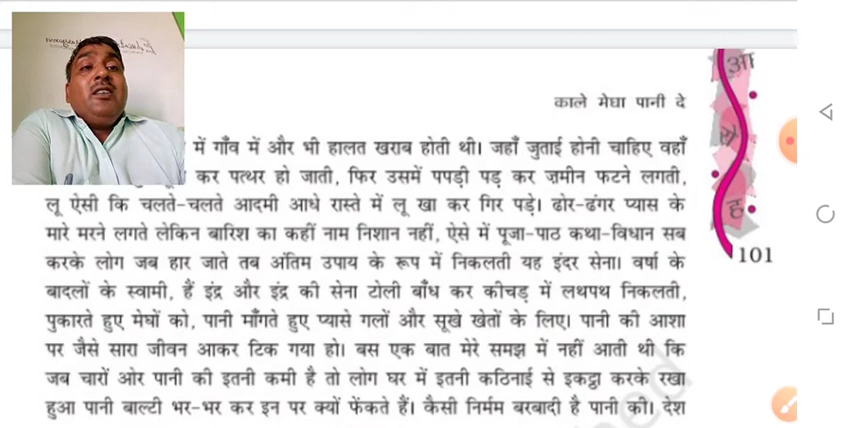 काले मेघा पानी दे
में गाँव में और भी हालत खराब होती थी। जहाँ जुताई होनी चाहिए वहाँ
कर पत्थर हो जाती, फिर उसमें पपड़ी पड़ कर ज़मीन फटने लगती,
लू ऐसी कि चलते-चलते आदमी आधे रास्ते में लू खा कर गिर पड़े। ढोर-ढंगर प्यास के
मारे मरने लगते लेकिन बारिश का कहीं नाम निशान नहीं, ऐसे में पूजा-पाठ कथा-विधान सब
करके लोग जब हार जाते तब अंतिम उपाय के रूप में निकलती यह इंदर सेना। वर्षा के
बादलों के स्वामी, हैं इंद्र और इंद्र की सेना टोली बाँध कर कीचड़ में लथपथ निकलती,
पुकारते हुए मेघों को, पानी माँगते हुए प्यासे गलों और सूखे खेतों के लिए। पानी की आशा
पर जैसे सारा जीवन आकर टिक गया हो। बस एक बात मेरे समझ में नहीं आती थी कि
जब चारों ओर पानी की इतनी कमी है तो लोग घर में इतनी कठिनाई से इकट्ठा करके रखा
हुआ पानी बाल्टी भर-भर कर इन पर क्यों फेंकते हैं। कैसी निर्मम बरबादी है पानी की। देश
आ
रो
ह
101